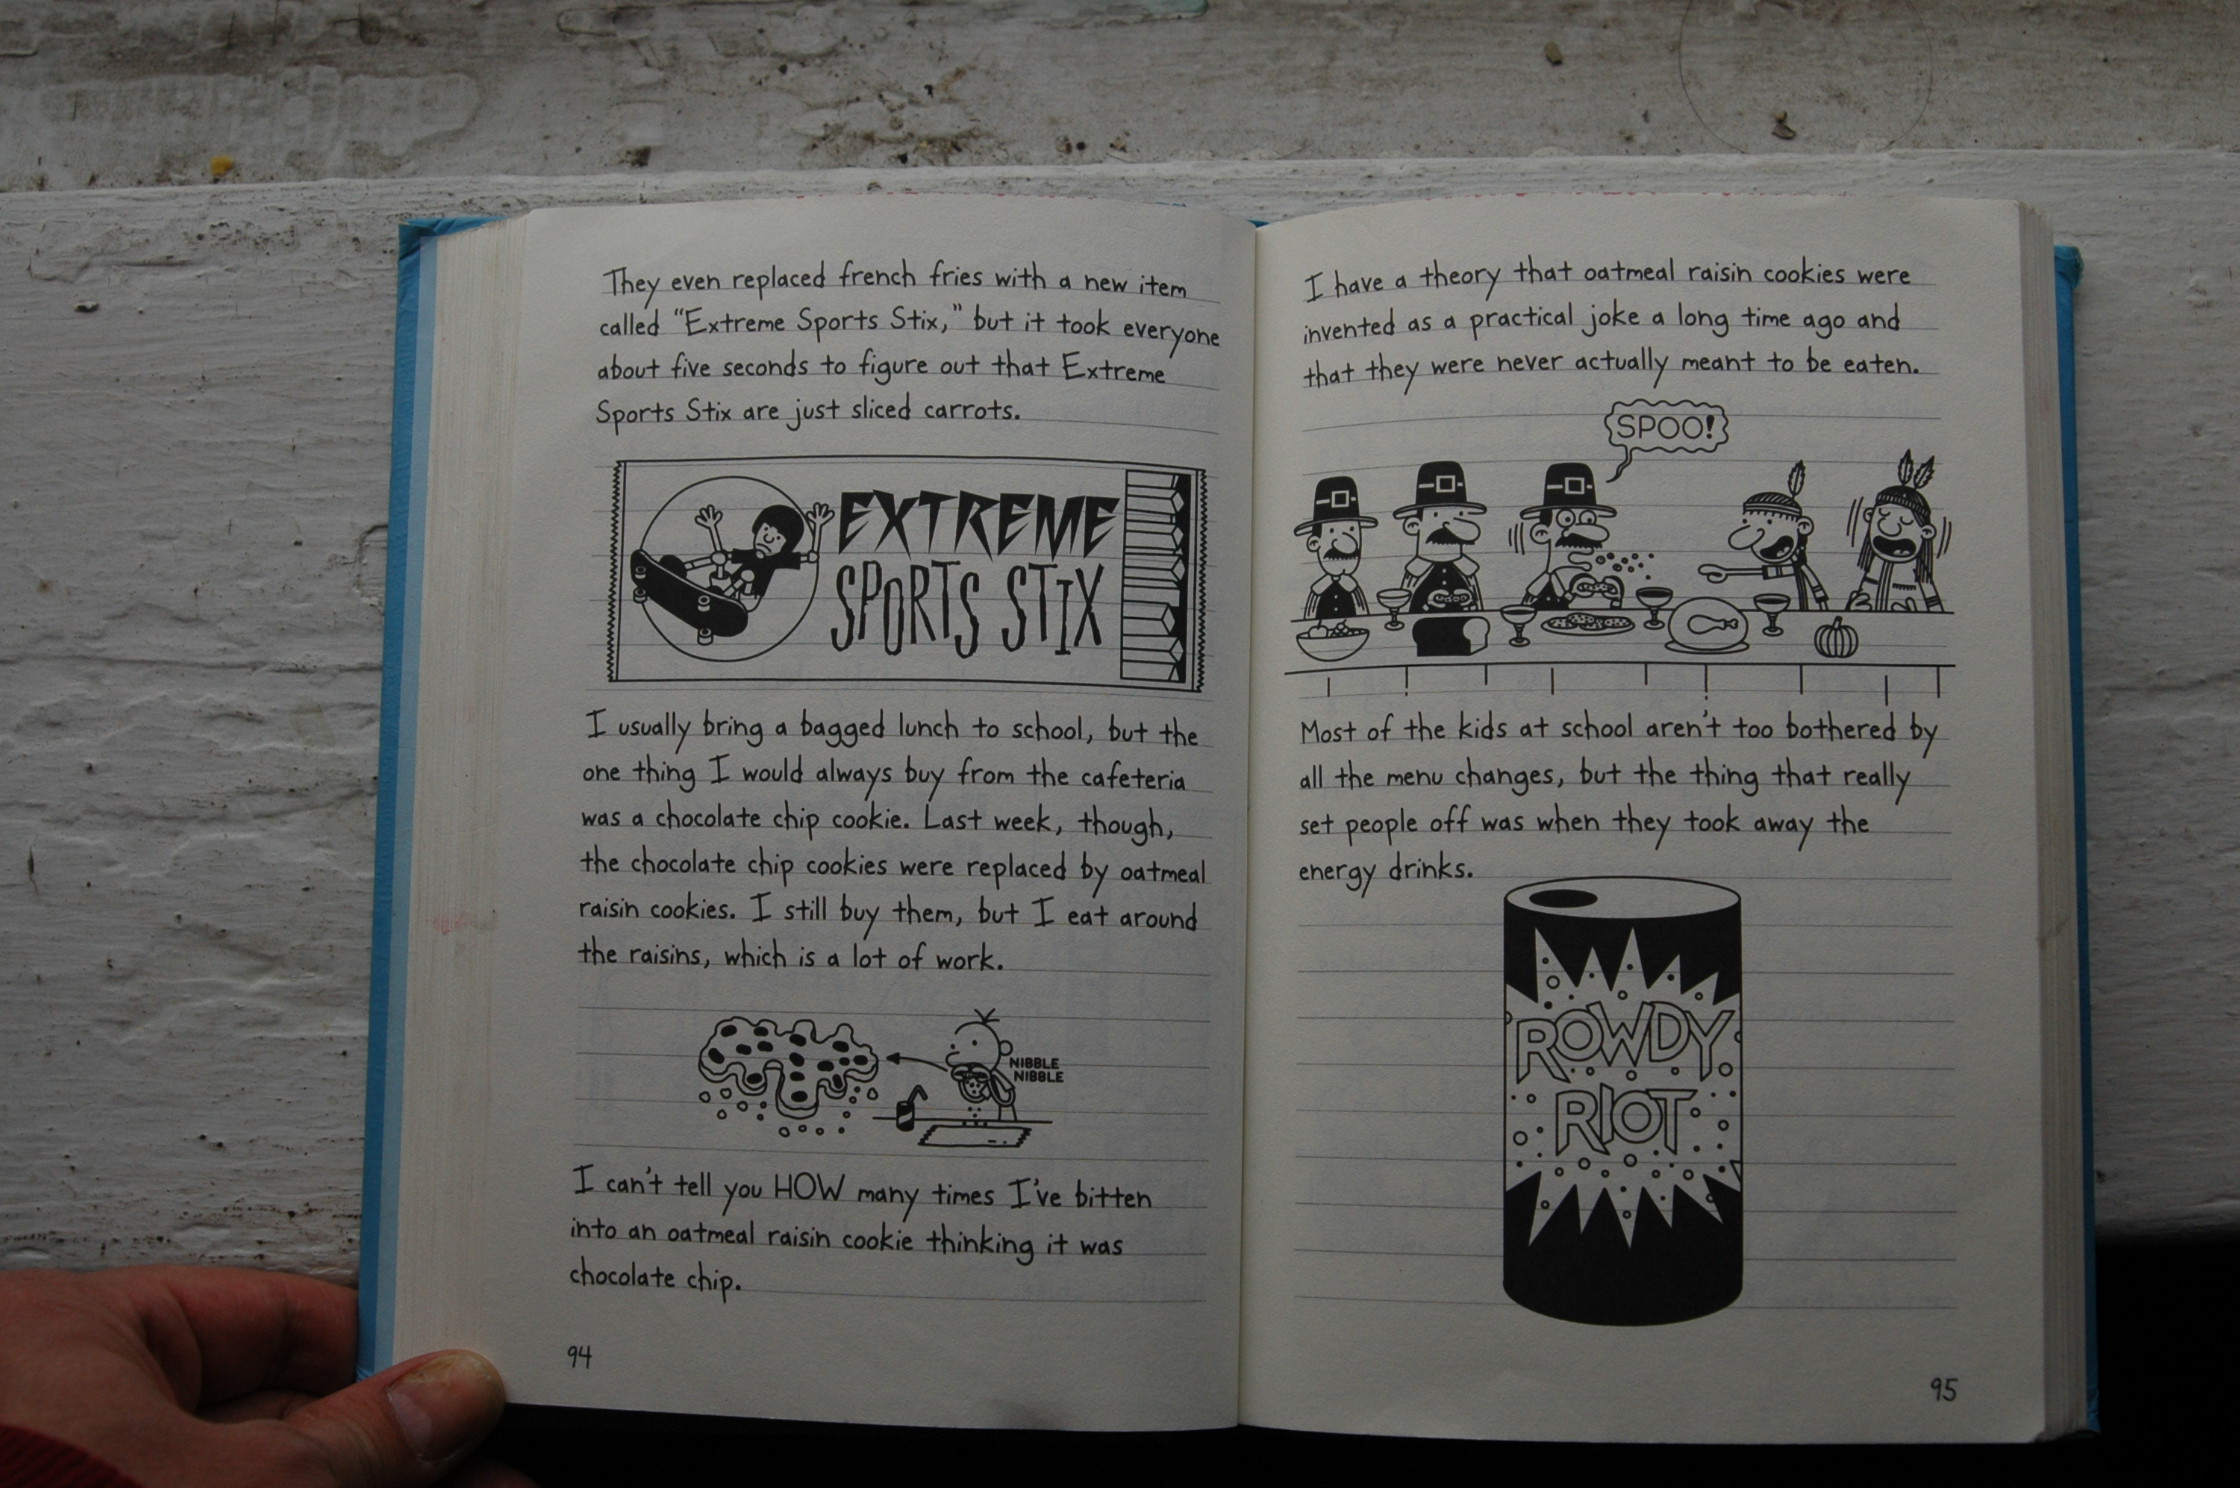 They even replaced french fries with a new item
called "Extreme Sports Stix," but it took everyone
about five seconds to figure out that Extreme
Sports Stix are just sliced carrots.
EXTREME
SPORTS STIX
I usually bring a bagged lunch to school, but the
one thing I would always buy from the cafeteria
was a chocolate chip cookie. Last week, though,
the chocolate chip cookies were replaced by oatmeal
raisin cookies. I still buy them, but I eat around
the raisins, which is a lot of work.
NIBBLE
NIBBLE
I can't tell you HOW many times I've bitten
into an oatmeal raisin cookie thinking it was
chocolate chip.
94
I have a theory that oatmeal raisin cookies were
invented as a practical joke a long time ago and
that they were never actually meant to be eaten.
SPOO!
Most of the kids at school aren't too bothered by
all the menu changes, but the thing that really
set people off was when they took away the
energy drinks.
ROWDY
RIOT
95